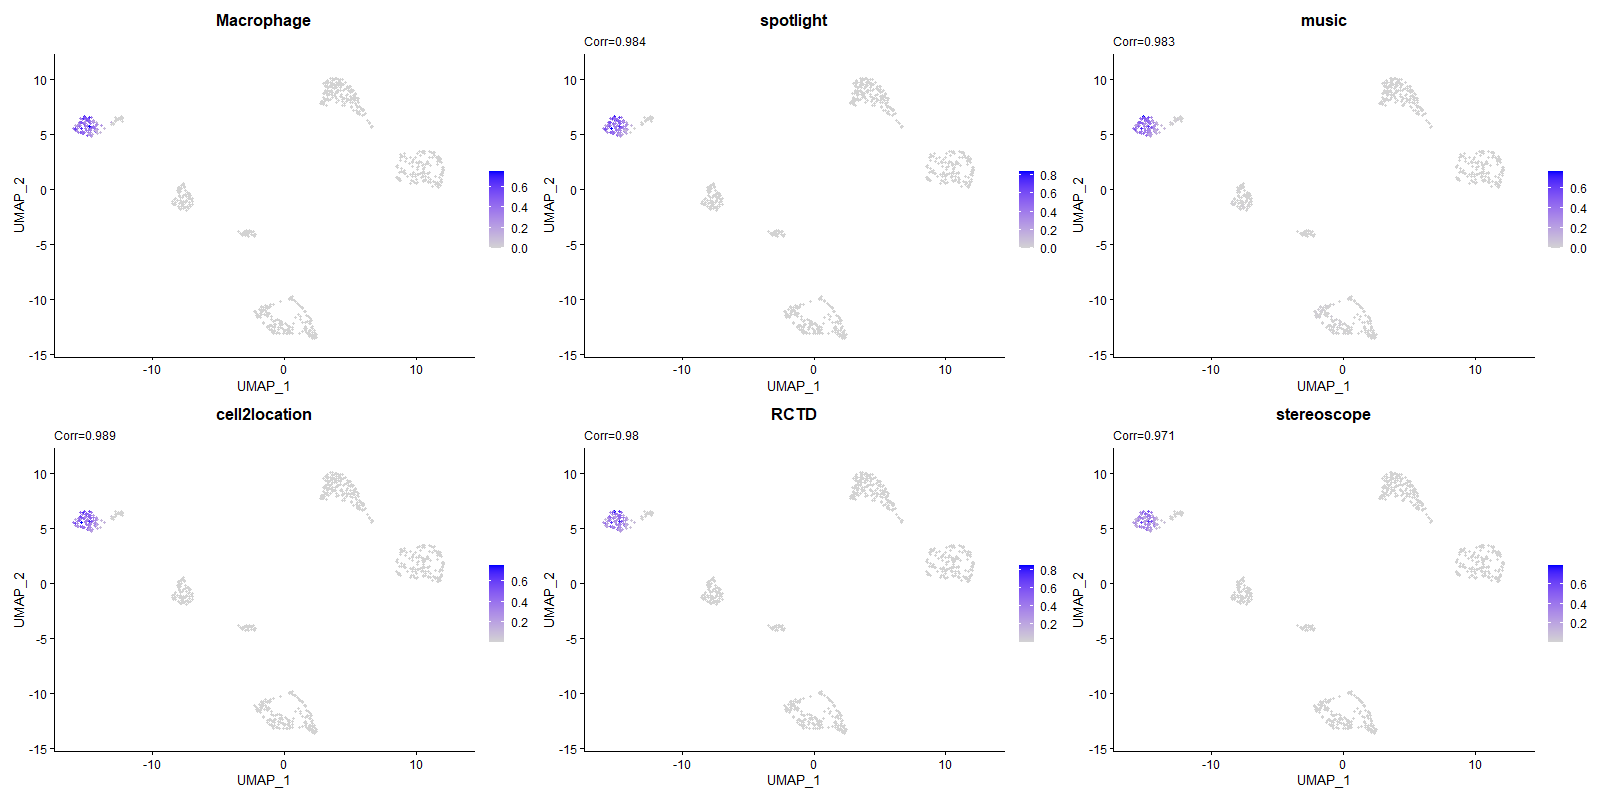 Macrophage
10
5
0
-5
-10
-15
UMAP_2
-10 0 10
UMAP_1
0.6
0.4
0.2
0.0
spotlight
Corr=0.984
10
5
0
-5
-10
-15
UMAP_2
-10 0 10
UMAP_1
0.8
0.6
0.4
0.2
0.0
music
Corr=0.983
10
5
0
-5
-10
-15
UMAP_2
-10 0 10
UMAP_1
0.6
0.4
0.2
0.0
cell2location
Corr=0.989
10
5
0
-5
-10
-15
UMAP_2
-10 0 10
UMAP_1
0.6
0.4
0.2
RCTD
Corr=0.98
10
5
0
-5
-10
-15
UMAP_2
-10 0 10
UMAP_1
0.8
0.6
0.4
0.2
stereoscope
Corr=0.971
10
5
0
-5
-10
-15
UMAP_2
-10 0 10
UMAP_1
0.6
0.4
0.2